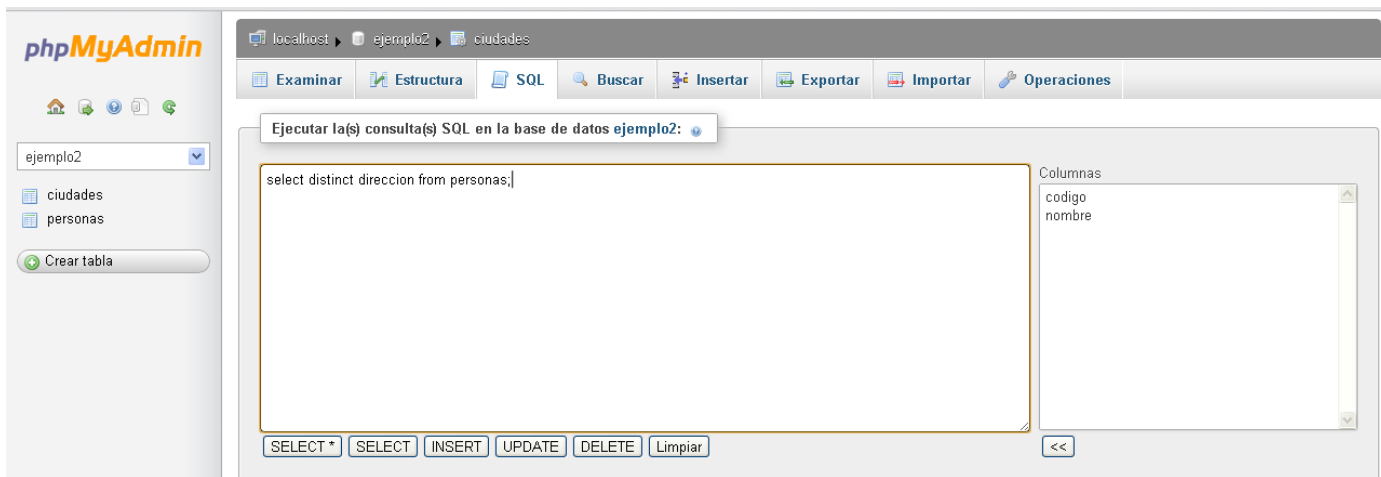 phpMyAdmin
localhost ▸ ejemplo2 ▸ ciudades
Examinar Estructura SQL Buscar Insertar Exportar Importar Operaciones
Ejecutar la(s) consulta(s) SQL en la base de datos ejemplo2:
ejemplo2
ciudades
personas
Crear tabla
select distinct direccion from personas;
Columnas
codigo
nombre
SELECT * SELECT INSERT UPDATE DELETE Limpiar
<<